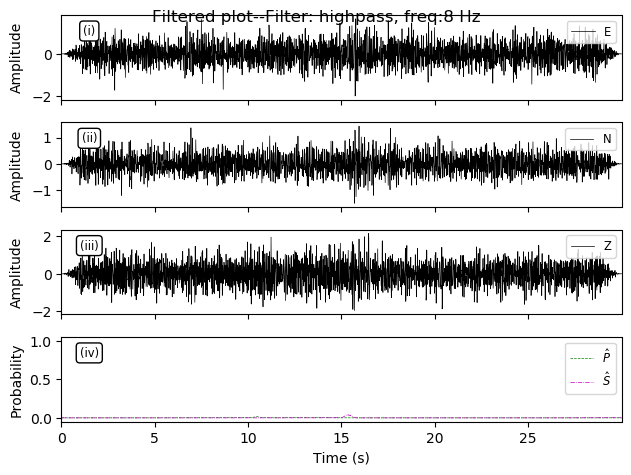 Filtered plot--Filter: highpass, freq:8 Hz
(i)
E
Amplitude
0
−2
(ii)
N
Amplitude
1
0
−1
(iii)
Z
Amplitude
2
0
−2
(iv)
P̂
Ŝ
Probability
1.0
0.5
0.0
0 5 10 15 20 25
Time (s)